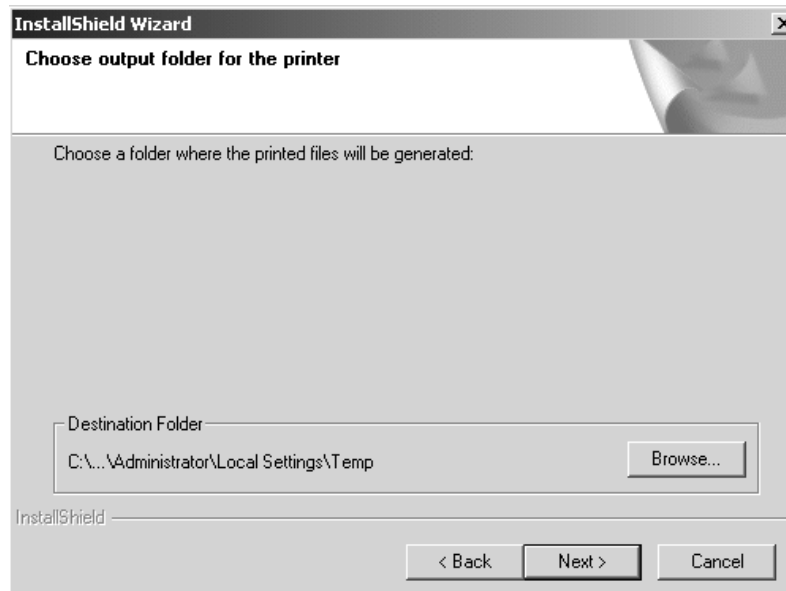 InstallShield Wizard
Choose output folder for the printer
Choose a folder where the printed files will be generated:
Destination Folder
C:\...\Administrator\Local Settings\Temp
Browse...
InstallShield
< Back
Next >
Cancel